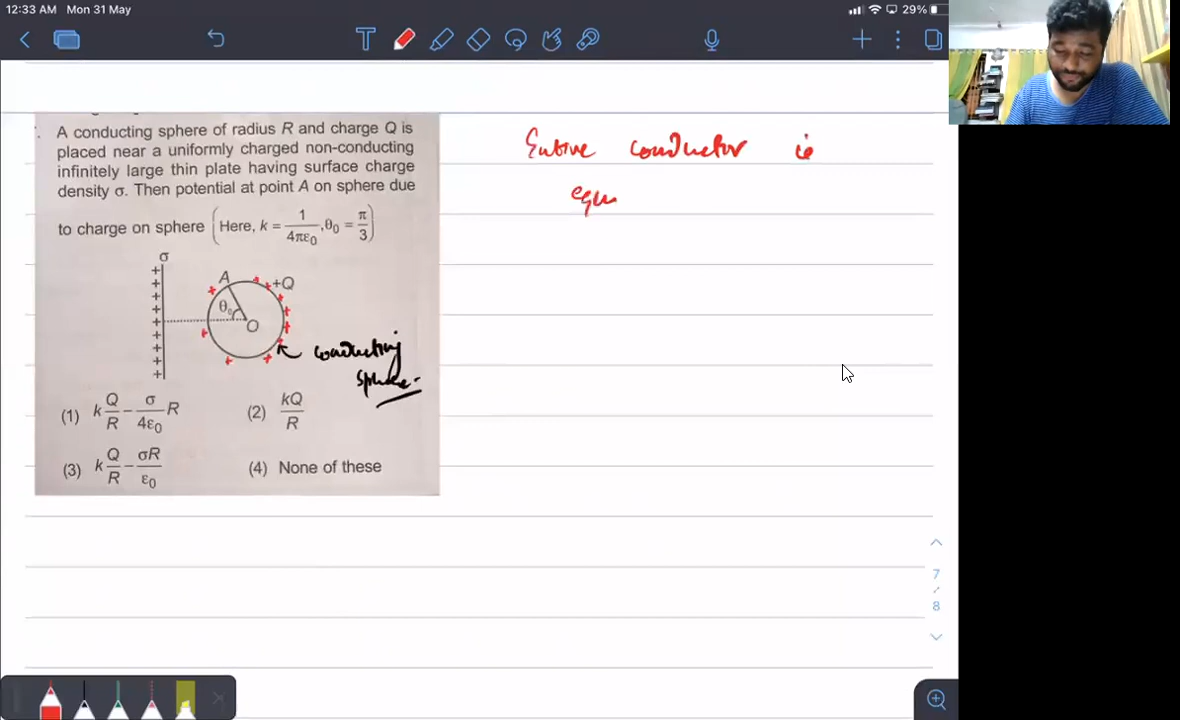 12:33 AM Mon 31 May
29%
A conducting sphere of radius R and charge Q is
placed near a uniformly charged non-conducting
infinitely large thin plate having surface charge
density σ. Then potential at point A on sphere due
to charge on sphere (Here, k = 1/4πε₀, θ₀ = π/3)
σ
A
+Q
θ₀
O
conducting
sphere.
(1) k Q/R − σ/4ε₀ R
(2) kQ/R
(3) k Q/R − σR/ε₀
(4) None of these
Entire conductor is
equ
7
8